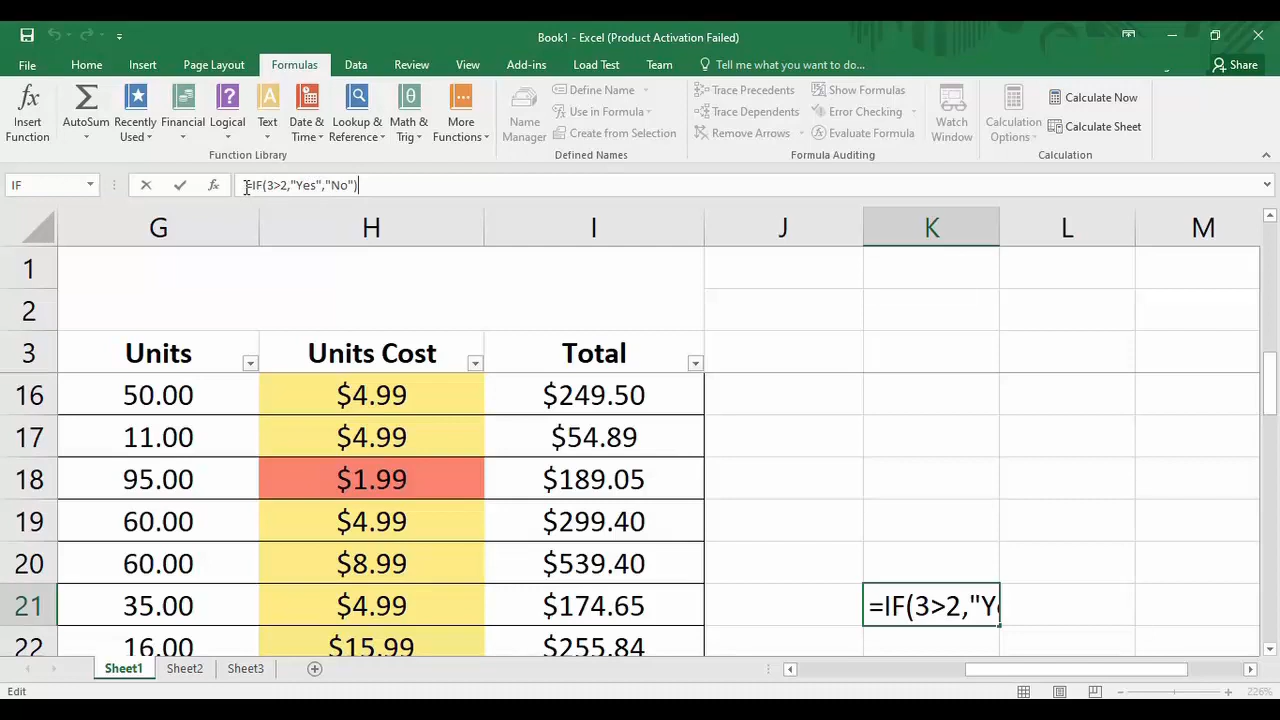 Book1 - Excel (Product Activation Failed)
File Home Insert Page Layout Formulas Data Review View Add-ins Load Test Team Tell me what you want to do... Share
Insert Function
AutoSum
Recently Used
Financial
Logical
Text
Date & Time
Lookup & Reference
Math & Trig
More Functions
Function Library
Name Manager
Define Name
Use in Formula
Create from Selection
Defined Names
Trace Precedents
Trace Dependents
Remove Arrows
Show Formulas
Error Checking
Evaluate Formula
Formula Auditing
Watch Window
Calculation Options
Calculate Now
Calculate Sheet
Calculation
IF fx =IF(3>2,"Yes","No")
G H I J K L M
1
2
3 Units Units Cost Total
16 50.00 $4.99 $249.50
17 11.00 $4.99 $54.89
18 95.00 $1.99 $189.05
19 60.00 $4.99 $299.40
20 60.00 $8.99 $539.40
21 35.00 $4.99 $174.65 =IF(3>2,"Ye
22 16.00 $15.99 $255.84
Sheet1 Sheet2 Sheet3
Edit 226%